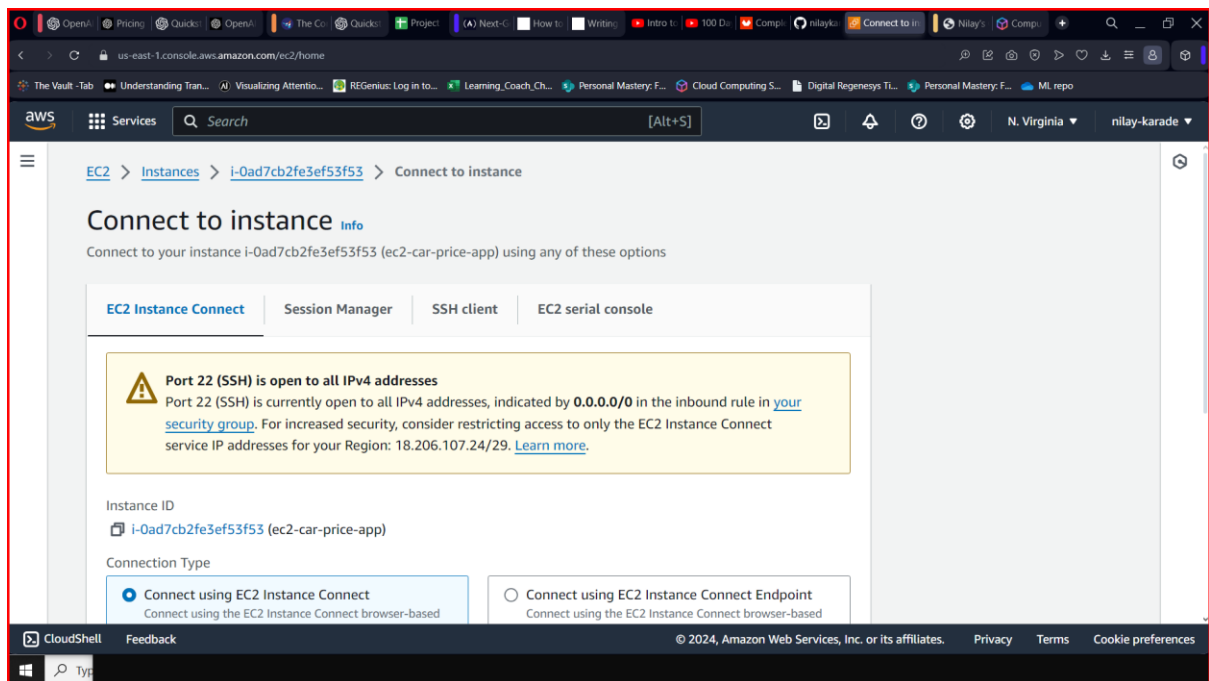 OpenA Pricing Quickst OpenA The Co Quickst Project Next-G How to Writing Intro to 100 Da Compl nilayka Connect to in Nilay's Compu
us-east-1.console.aws.amazon.com/ec2/home
The Vault -Tab Understanding Tran... Visualizing Attentio... REGenius: Log in to... Learning_Coach_Ch... Personal Mastery: F... Cloud Computing S... Digital Regenesys Ti... Personal Mastery: F... ML repo
aws Services Search [Alt+S] N. Virginia ▼ nilay-karade ▼
EC2 > Instances > i-0ad7cb2fe3ef53f53 > Connect to instance
Connect to instance Info
Connect to your instance i-0ad7cb2fe3ef53f53 (ec2-car-price-app) using any of these options
EC2 Instance Connect Session Manager SSH client EC2 serial console
Port 22 (SSH) is open to all IPv4 addresses
Port 22 (SSH) is currently open to all IPv4 addresses, indicated by 0.0.0.0/0 in the inbound rule in your
security group. For increased security, consider restricting access to only the EC2 Instance Connect
service IP addresses for your Region: 18.206.107.24/29. Learn more.
Instance ID
i-0ad7cb2fe3ef53f53 (ec2-car-price-app)
Connection Type
Connect using EC2 Instance Connect Connect using EC2 Instance Connect Endpoint
Connect using the EC2 Instance Connect browser-based Connect using the EC2 Instance Connect browser-based
CloudShell Feedback © 2024, Amazon Web Services, Inc. or its affiliates. Privacy Terms Cookie preferences
Typ